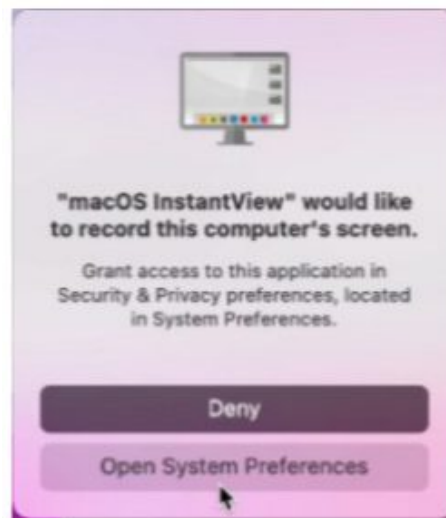 "macOS InstantView" would like
to record this computer's screen.
Grant access to this application in
Security & Privacy preferences, located
in System Preferences.
Deny
Open System Preferences